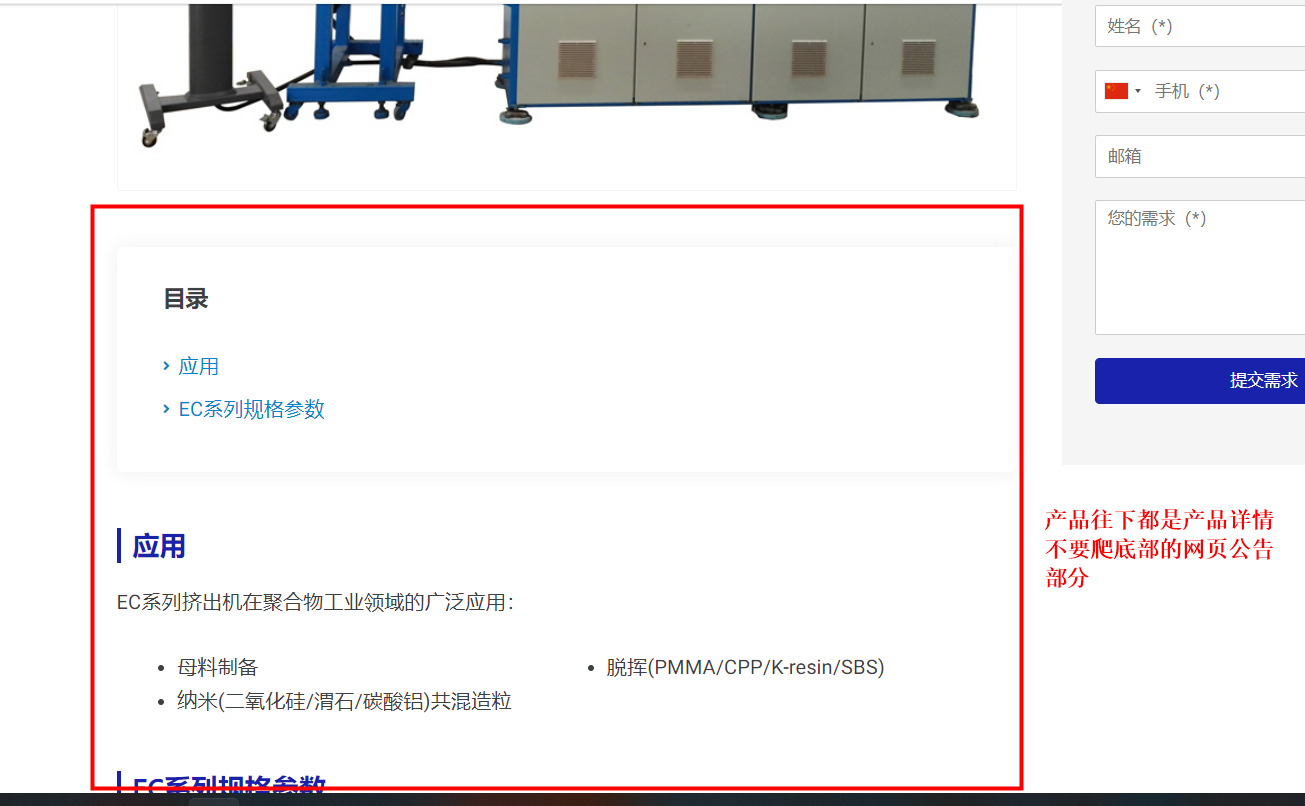 姓名（*）
手机（*）
邮箱
您的需求（*）
提交需求
目录
应用
EC系列规格参数
产品往下都是产品详情
不要爬底部的网页公告
部分
应用
EC系列挤出机在聚合物工业领域的广泛应用：
母料制备
脱挥(PMMA/CPP/K-resin/SBS)
纳米(二氧化硅/渭石/碳酸铝)共混造粒
EC系列规格参数